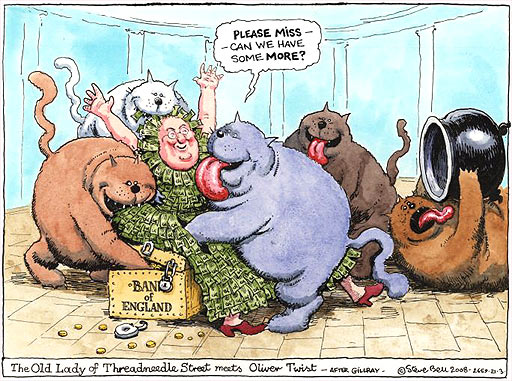 PLEASE MISS –
– CAN WE HAVE
SOME MORE?
BANK
of
ENGLAND
The Old Lady of Threadneedle Street meets Oliver Twist – AFTER GILLRAY – © Steve Bell 2008